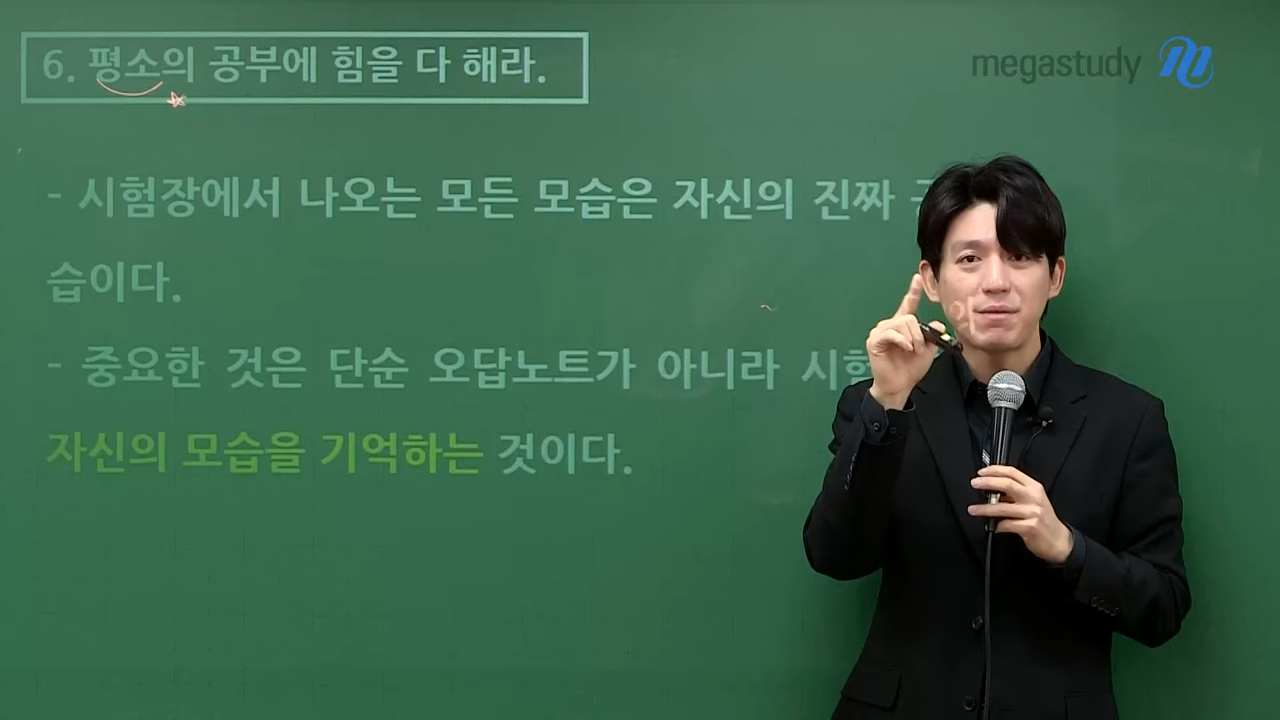 6. 평소의 공부에 힘을 다 해라.
megastudy
- 시험장에서 나오는 모든 모습은 자신의 진짜
습이다.
- 중요한 것은 단순 오답노트가 아니라 시험
자신의 모습을 기억하는 것이다.